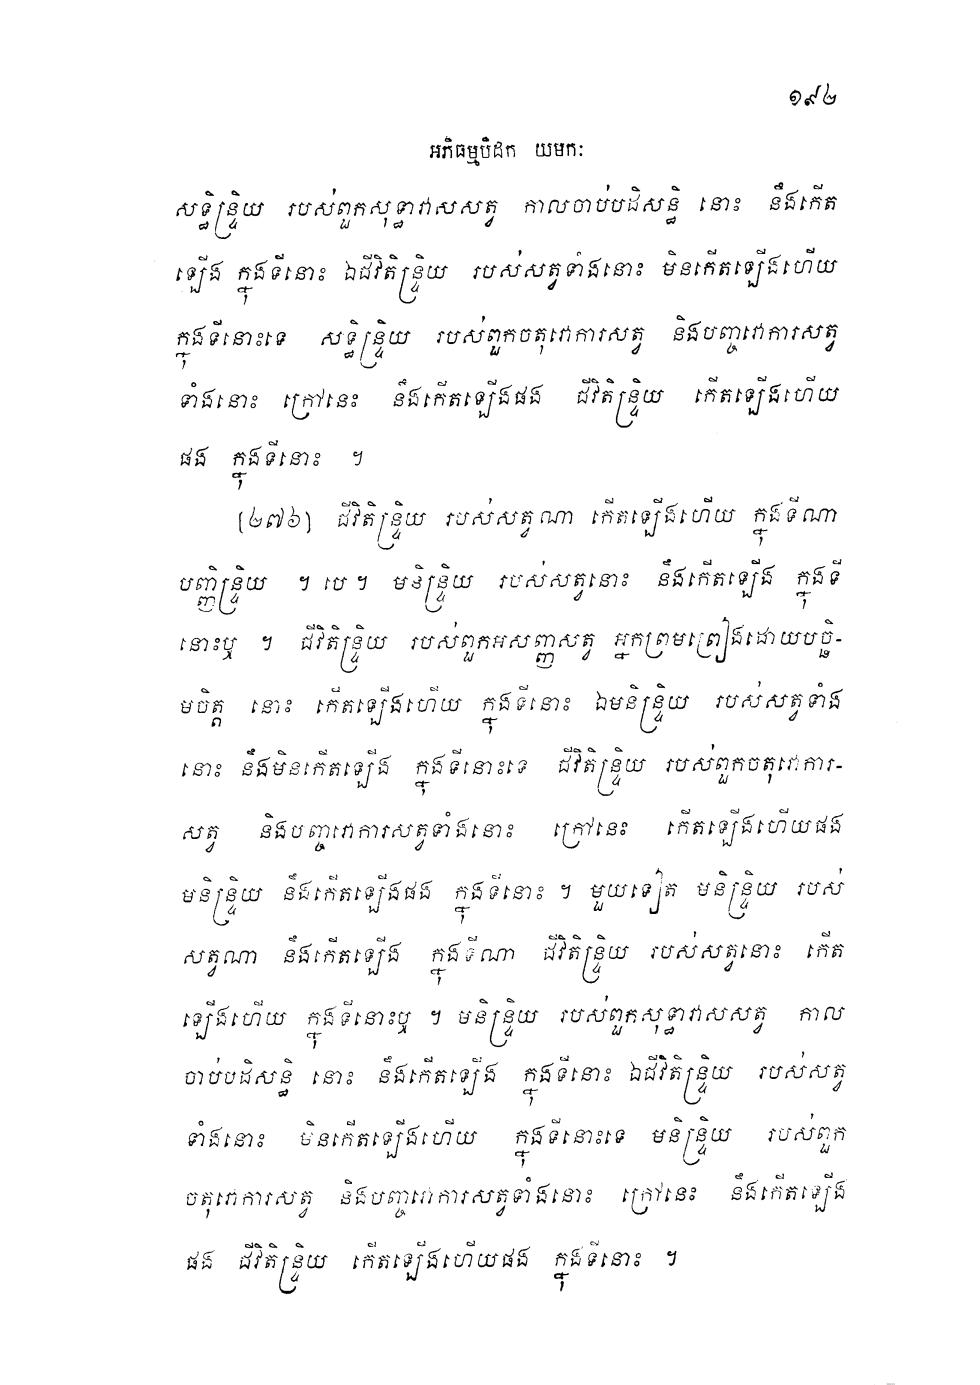 ១៩២
អភិធម្មបិដក យមកៈ
សទ្ធិន្ទ្រិយ របស់ពួកសុទ្ធាវាសសត្វ កាលចាប់បដិសន្ធិ នោះ នឹងកើត
ឡើង ក្នុងទីនោះ ឯជីវិតិន្ទ្រិយ របស់សត្វទាំងនោះ មិនកើតឡើងហើយ
ក្នុងទីនោះទេ សទ្ធិន្ទ្រិយ របស់ពួកចតុវោការសត្វ និងបញ្ចវោការសត្វ
ទាំងនោះ ក្រៅនេះ នឹងកើតឡើងផង ជីវិតិន្ទ្រិយ កើតឡើងហើយ
ផង ក្នុងទីនោះ ។
[២៧៦] ជីវិតិន្ទ្រិយ របស់សត្វណា កើតឡើងហើយ ក្នុងទីណា
បញ្ញិន្ទ្រិយ ។ បេ ។ មនិន្ទ្រិយ របស់សត្វនោះ នឹងកើតឡើង ក្នុងទី
នោះឬ ។ ជីវិតិន្ទ្រិយ របស់ពួកអសញ្ញសត្វ អ្នកព្រមព្រៀងដោយបច្ឆិ-
មចិត្ត នោះ កើតឡើងហើយ ក្នុងទីនោះ ឯមនិន្ទ្រិយ របស់សត្វទាំង
នោះ នឹងមិនកើតឡើង ក្នុងទីនោះទេ ជីវិតិន្ទ្រិយ របស់ពួកចតុវោការ-
សត្វ និងបញ្ចវោការសត្វទាំងនោះ ក្រៅនេះ កើតឡើងហើយផង
មនិន្ទ្រិយ នឹងកើតឡើងផង ក្នុងទីនោះ ។ មួយទៀត មនិន្ទ្រិយ របស់
សត្វណា នឹងកើតឡើង ក្នុងទីណា ជីវិតិន្ទ្រិយ របស់សត្វនោះ កើត
ឡើងហើយ ក្នុងទីនោះឬ ។ មនិន្ទ្រិយ របស់ពួកសុទ្ធាវាសសត្វ កាល
ចាប់បដិសន្ធិ នោះ នឹងកើតឡើង ក្នុងទីនោះ ឯជីវិតិន្ទ្រិយ របស់សត្វ
ទាំងនោះ មិនកើតឡើងហើយ ក្នុងទីនោះទេ មនិន្ទ្រិយ របស់ពួក
ចតុវោការសត្វ និងបញ្ចវោការសត្វទាំងនោះ ក្រៅនេះ នឹងកើតឡើង
ផង ជីវិតិន្ទ្រិយ កើតឡើងហើយផង ក្នុងទីនោះ ។